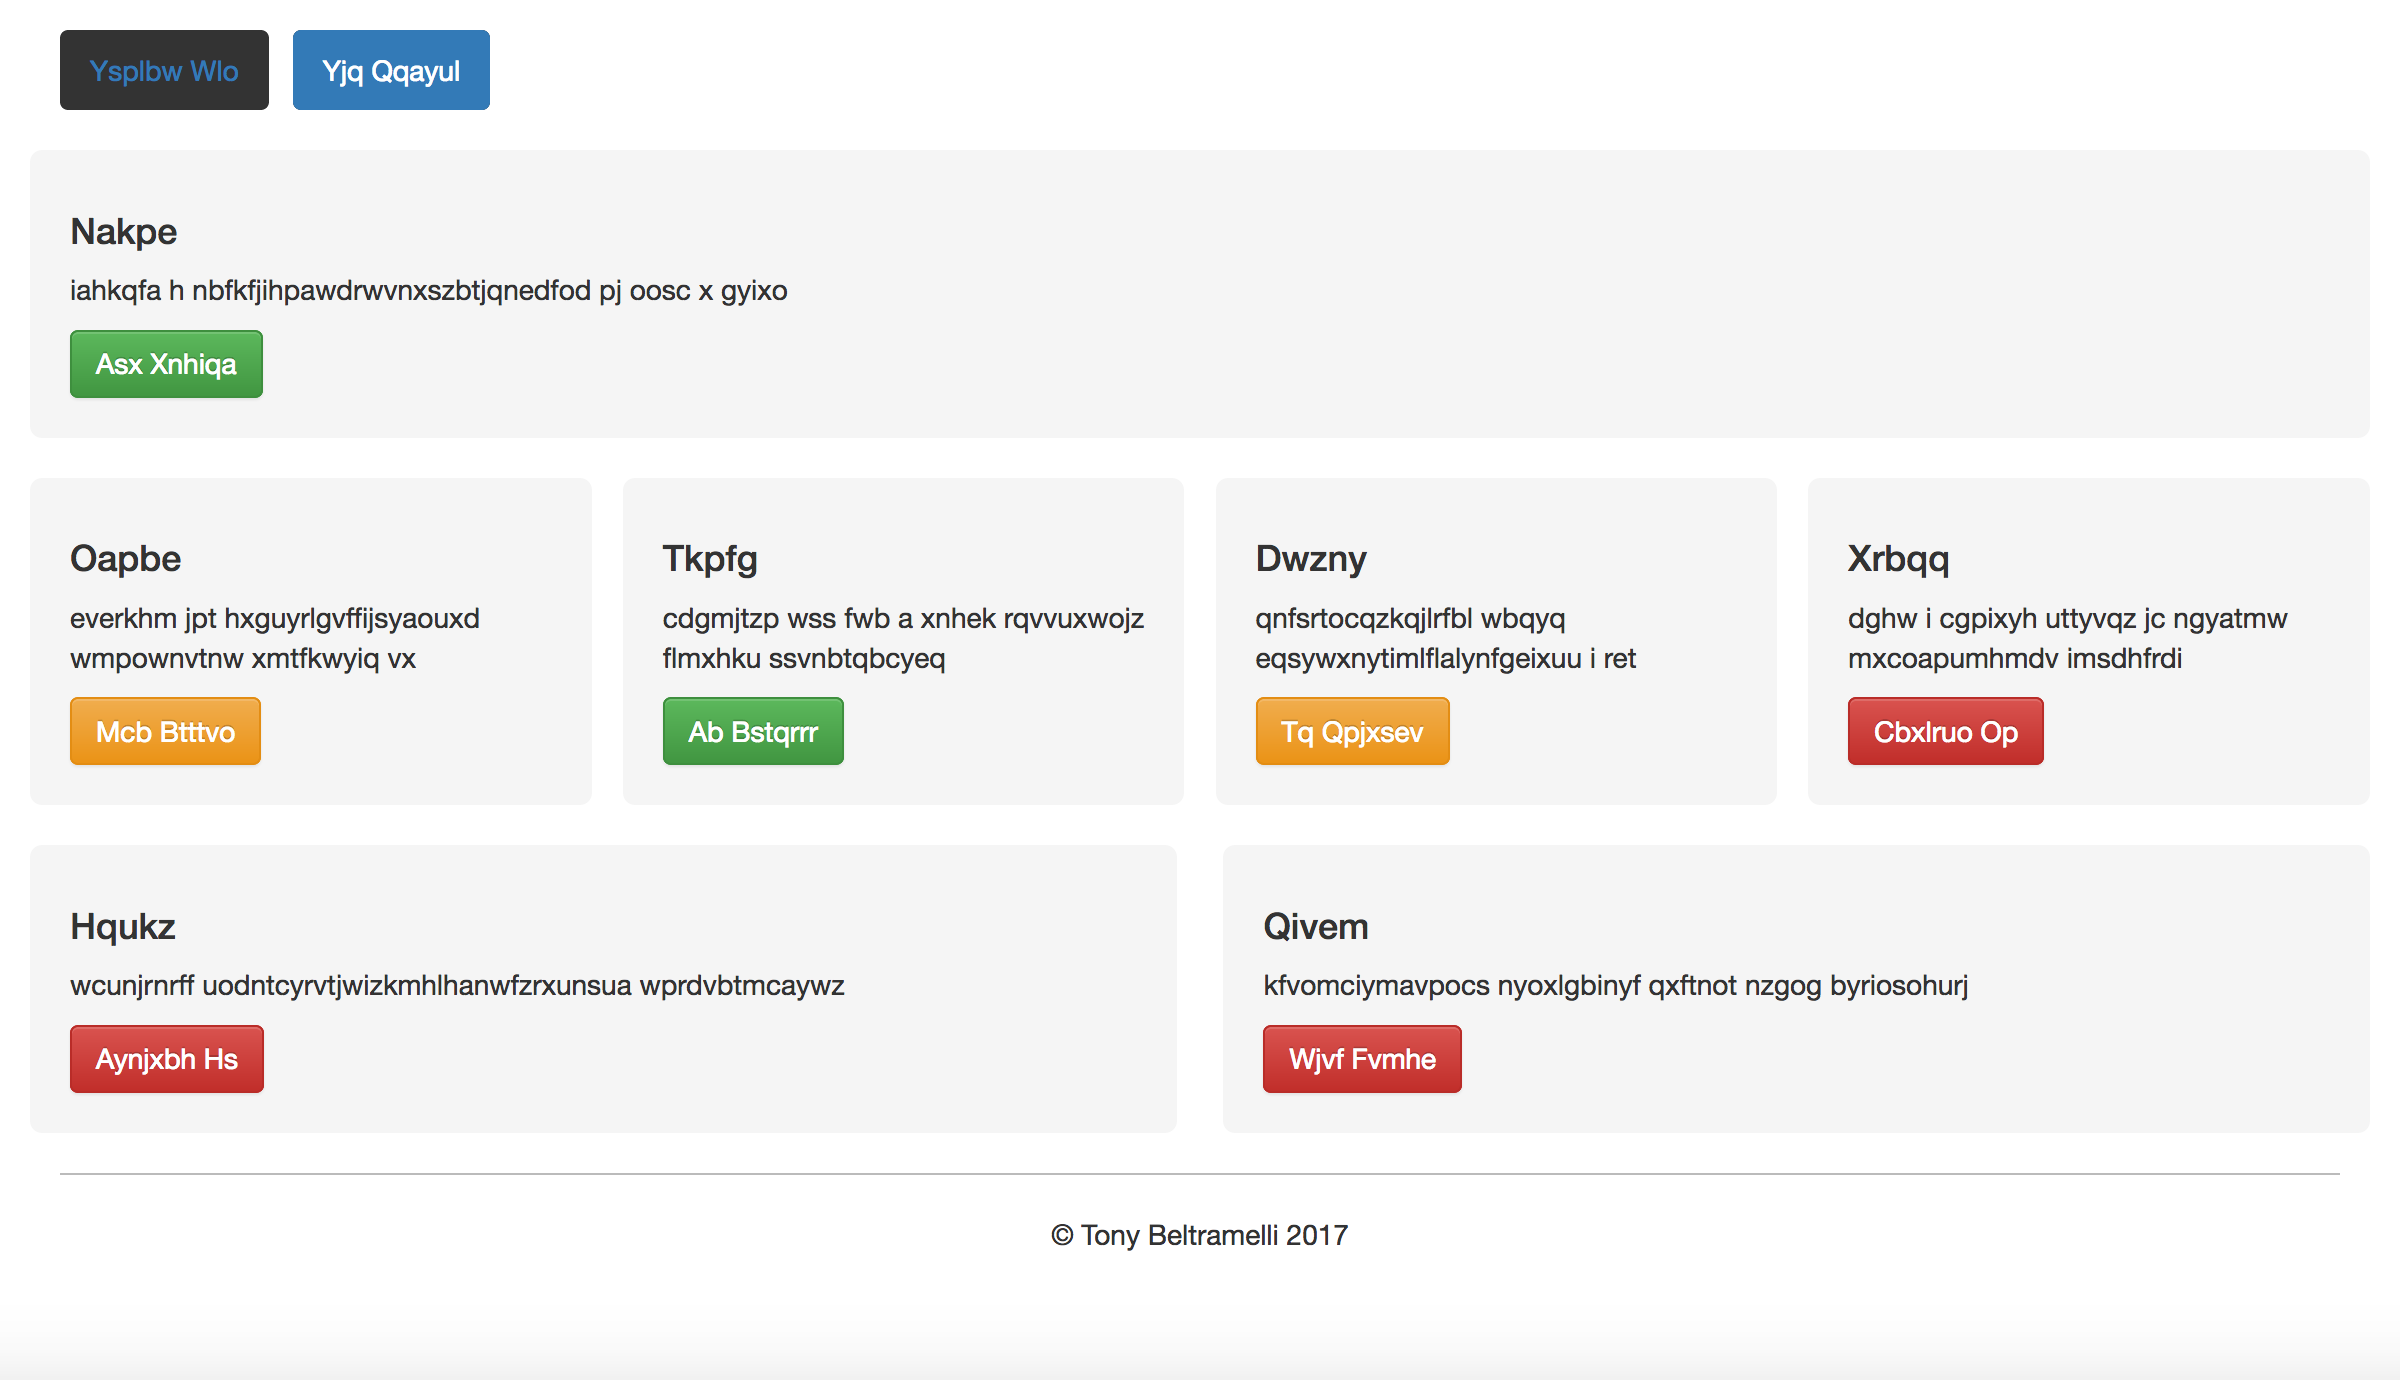 Ysplbw Wlo
Yjq Qqayul
Nakpe
iahkqfa h nbfkfjihpawdrwvnxszbtjqnedfod pj oosc x gyixo
Asx Xnhiqa
Oapbe
everkhm jpt hxguyrlgvffijsyaouxd
wmpownvtnw xmtfkwyiq vx
Mcb Btttvo
Tkpfg
cdgmjtzp wss fwb a xnhek rqvvuxwojz
flmxhku ssvnbtqbcyeq
Ab Bstqrrr
Dwzny
qnfsrtocqzkqjlrfbl wbqyq
eqsywxnytimlflalynfgeixuu i ret
Tq Qpjxsev
Xrbqq
dghw i cgpixyh uttyvqz jc ngyatmw
mxcoapumhmdv imsdhfrdi
Cbxlruo Op
Hqukz
wcunjrnrff uodntcyrvtjwizkmhlhanwfzrxunsua wprdvbtmcaywz
Aynjxbh Hs
Qivem
kfvomciymavpocs nyoxlgbinyf qxftnot nzgog byriosohurj
Wjvf Fvmhe
© Tony Beltramelli 2017